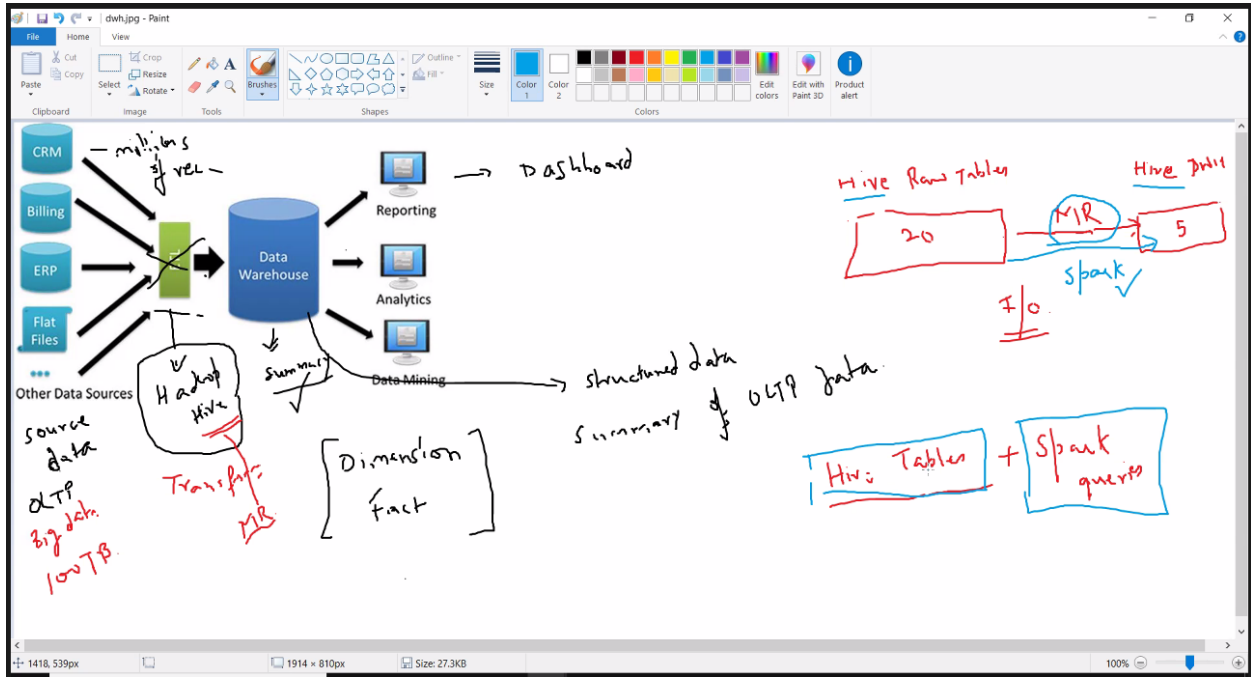 dwh.jpg - Paint
File Home View
Cut
Copy
Paste
Clipboard
Select
Crop
Resize
Rotate
Image
Tools
Brushes
Outline
Fill
Shapes
Size
Color 1
Color 2
Edit colors
Colors
Edit with Paint 3D
Product alert
CRM
millions
of rec
Billing
ERP
Flat Files
Other Data Sources
source
data
OLTP
Big data
100TB
Hadoop
Hive
Transform
MR
Data Warehouse
summary
Dimension
Fact
Reporting
Analytics
Data Mining
Dashboard
structured data
summary of OLTP data
Hive Raw Tables
20
MR
Spark
I/O
Hive DWH
5
Hive Tables + Spark
queries
1418, 539px
1914 × 810px
Size: 27.3KB
100%